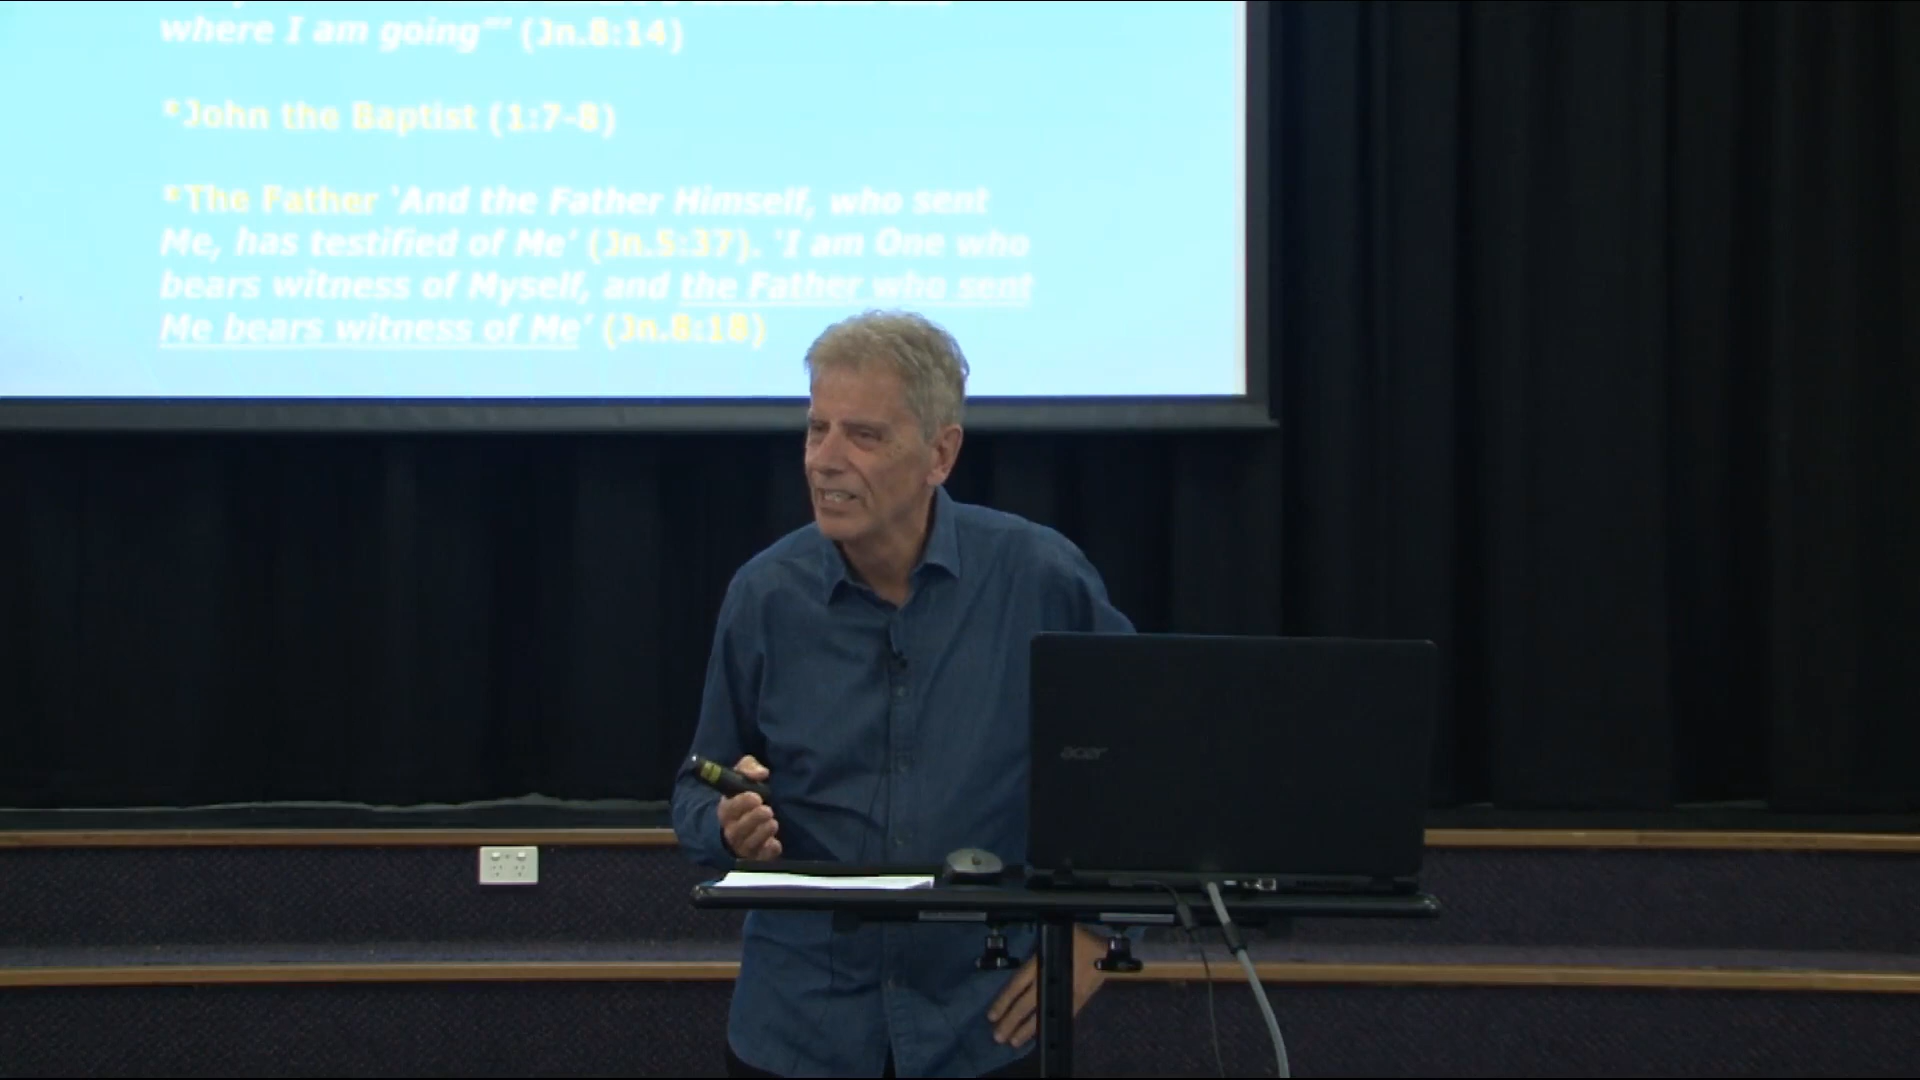 where I am going"' (Jn.8:14)
*John the Baptist (1:7-8)
*The Father 'And the Father Himself, who sent
Me, has testified of Me' (Jn.5:37). 'I am One who
bears witness of Myself, and the Father who sent
Me bears witness of Me' (Jn.8:18)
acer